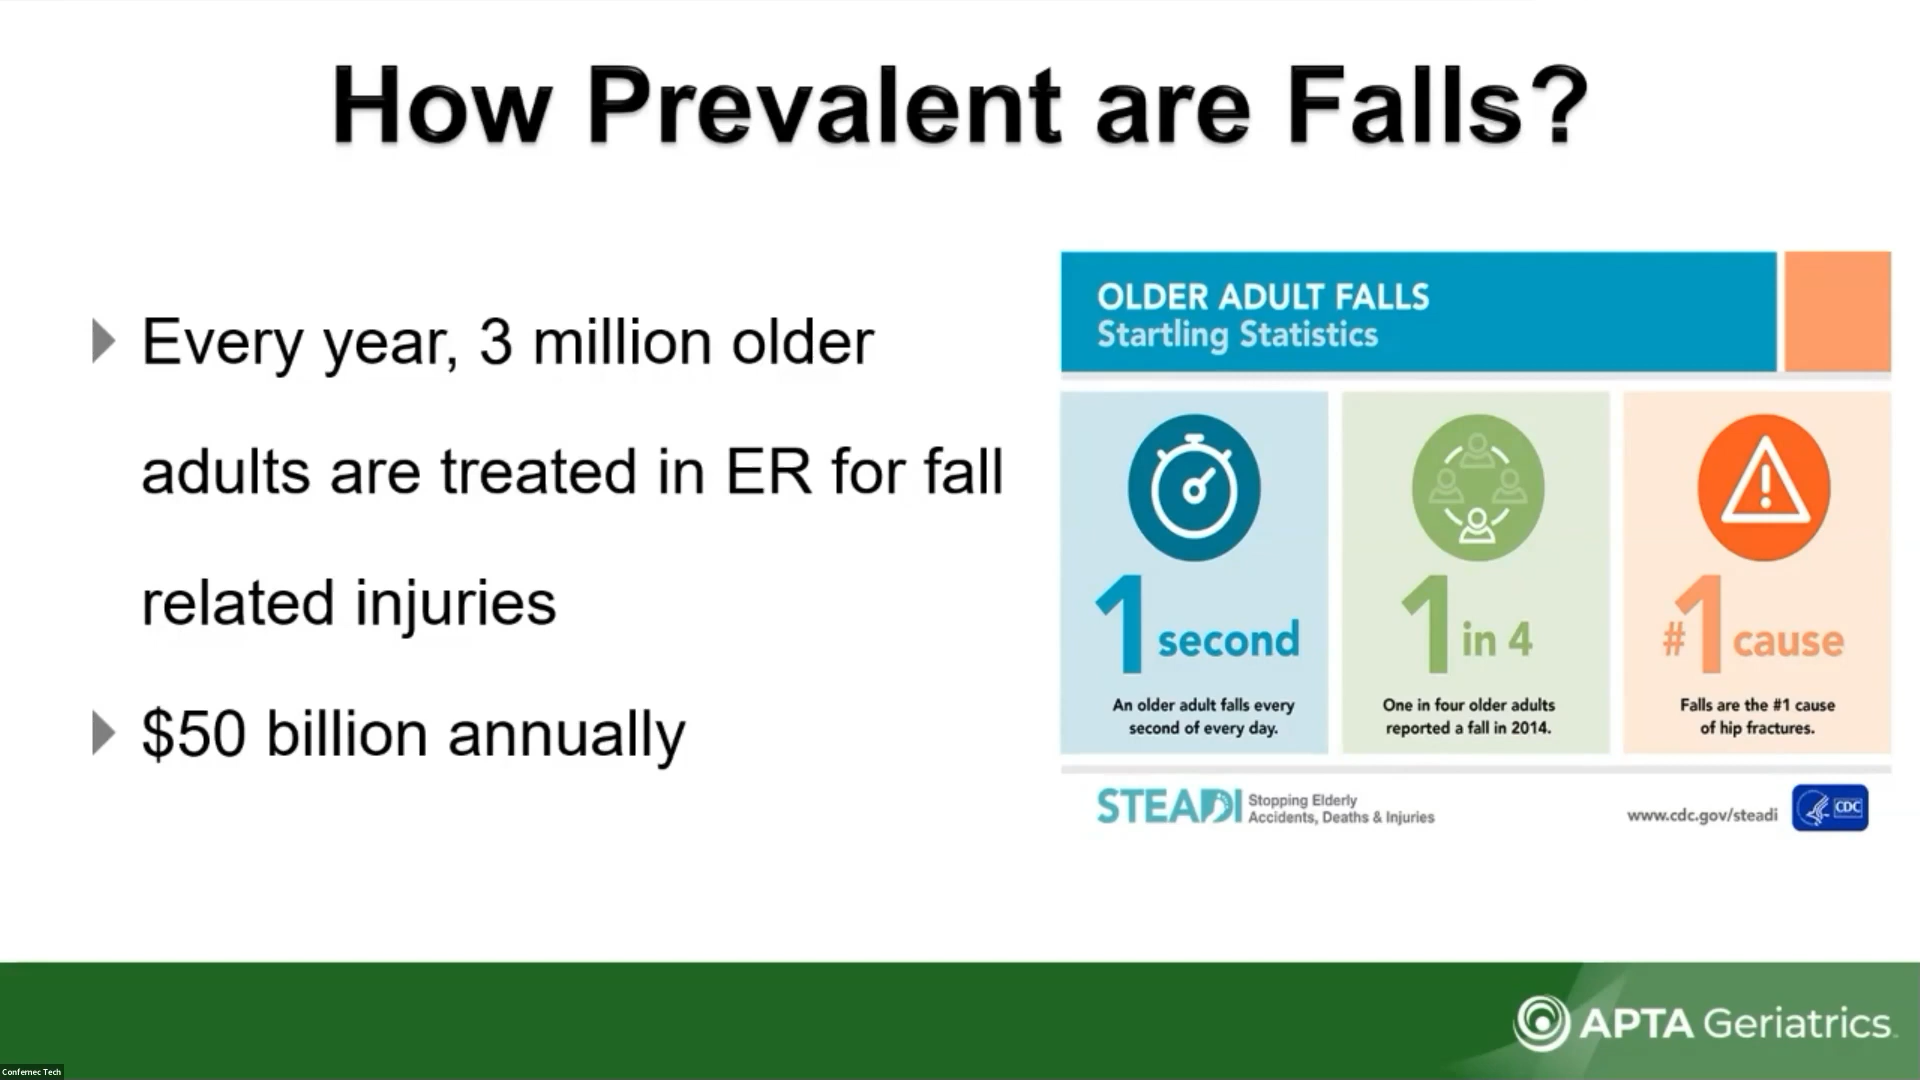 How Prevalent are Falls?
Every year, 3 million older
adults are treated in ER for fall
related injuries
$50 billion annually
OLDER ADULT FALLS
Startling Statistics
1 second
An older adult falls every
second of every day.
1 in 4
One in four older adults
reported a fall in 2014.
#1 cause
Falls are the #1 cause
of hip fractures.
STEADI
Stopping Elderly
Accidents, Deaths & Injuries
www.cdc.gov/steadi
CDC
APTA Geriatrics
Confernec Tech